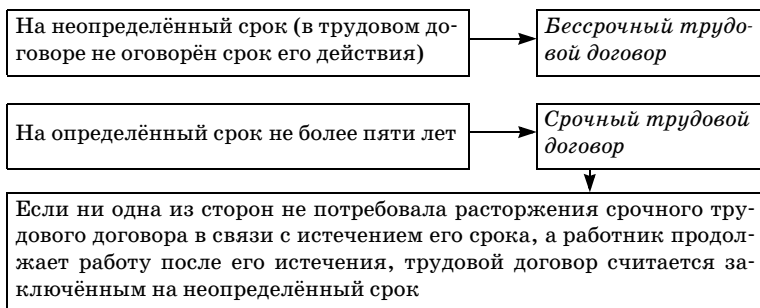 На неопределённый срок (в трудовом до-
говоре не оговорён срок его действия)
Бессрочный трудо-
вой договор
На определённый срок не более пяти лет
Срочный трудовой
договор
Если ни одна из сторон не потребовала расторжения срочного тру-
дового договора в связи с истечением его срока, а работник продол-
жает работу после его истечения, трудовой договор считается за-
ключённым на неопределённый срок